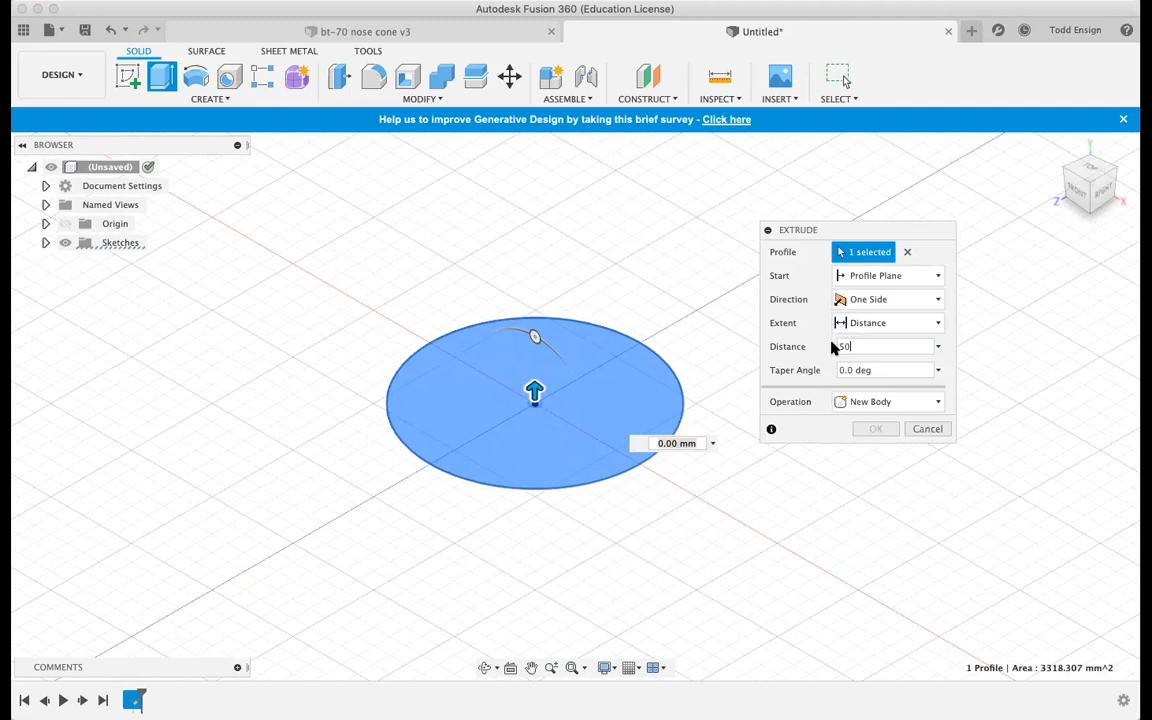 Autodesk Fusion 360 (Education License)
bt-70 nose cone v3
Untitled*
Todd Ensign
DESIGN
SOLID
SURFACE
SHEET METAL
TOOLS
CREATE
MODIFY
ASSEMBLE
CONSTRUCT
INSPECT
INSERT
SELECT
Help us to improve Generative Design by taking this brief survey - Click here
BROWSER
(Unsaved)
Document Settings
Named Views
Origin
Sketches
TOP
FRONT
RIGHT
Y
Z
X
EXTRUDE
Profile
1 selected
Start
Profile Plane
Direction
One Side
Extent
Distance
Distance
50
Taper Angle
0.0 deg
Operation
New Body
OK
Cancel
0.00 mm
COMMENTS
1 Profile | Area : 3318.307 mm^2